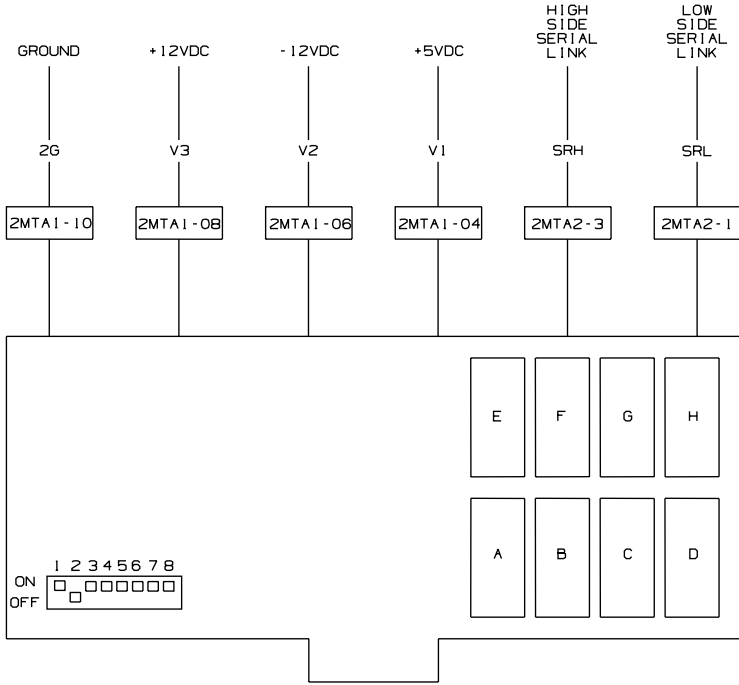 GROUND +12VDC -12VDC +5VDC HIGH SIDE SERIAL LINK LOW SIDE SERIAL LINK
2G V3 V2 V1 SRH SRL
2MTA1-10 2MTA1-08 2MTA1-06 2MTA1-04 2MTA2-3 2MTA2-1
E F G H
A B C D
1 2 3 4 5 6 7 8
ON
OFF